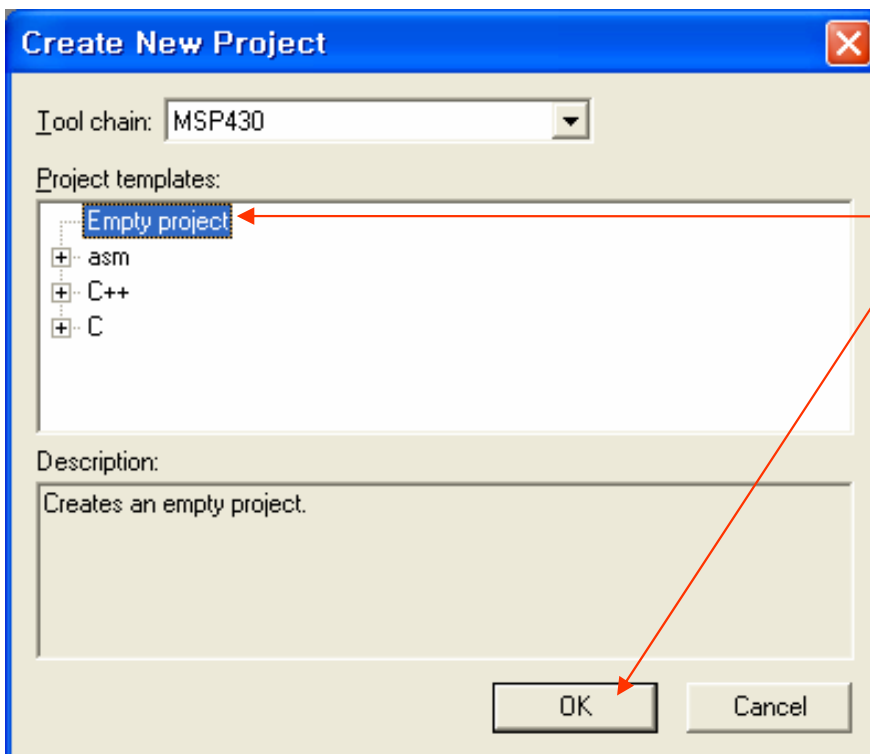 Create New Project
Tool chain: MSP430
Project templates:
Empty project
asm
C++
C
Description:
Creates an empty project.
OK Cancel